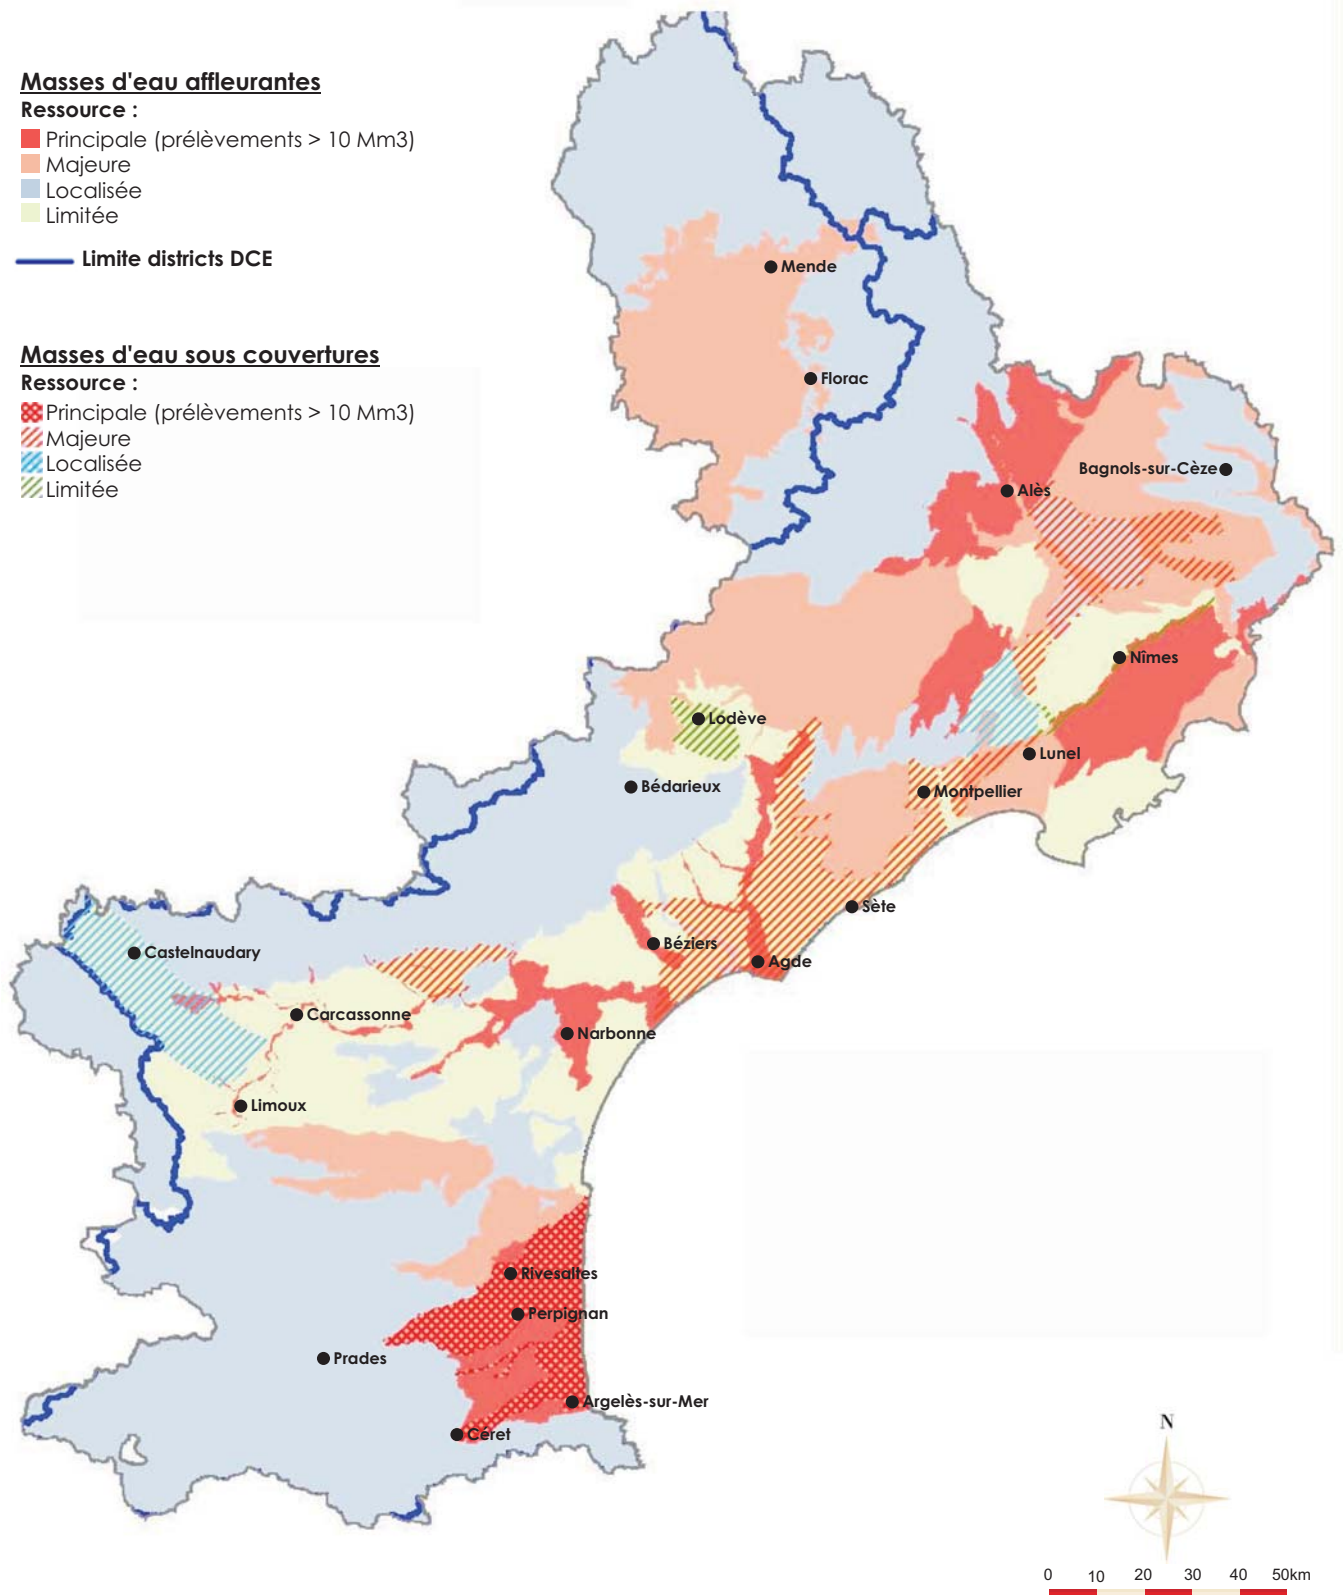 Masses d'eau affleurantes
Ressource :
Principale (prélèvements > 10 Mm3)
Majeure
Localisée
Limitée
Limite districts DCE
Masses d'eau sous couvertures
Ressource :
Principale (prélèvements > 10 Mm3)
Majeure
Localisée
Limitée
Mende
Florac
Bagnols-sur-Cèze
Alès
Nîmes
Lodève
Lunel
Bédarieux
Montpellier
Sète
Béziers
Castelnaudary
Agde
Carcassonne
Narbonne
Limoux
Rivesaltes
Perpignan
Prades
Argelès-sur-Mer
Céret
N
0 10 20 30 40 50km